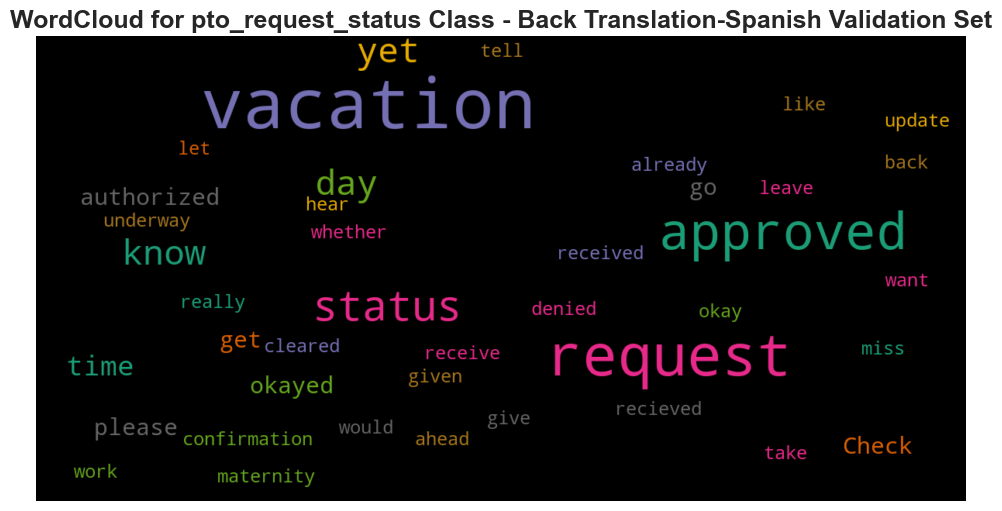 WordCloud for pto_request_status Class - Back Translation-Spanish Validation Set
yet
tell
vacation
like
update
let
already
back
day
go
leave
authorized
hear
underway
whether
approved
know
received
want
really
status
denied
okay
get
cleared
receive
request
miss
time
given
okayed
recieved
please
confirmation
would
give
ahead
Check
take
work
maternity